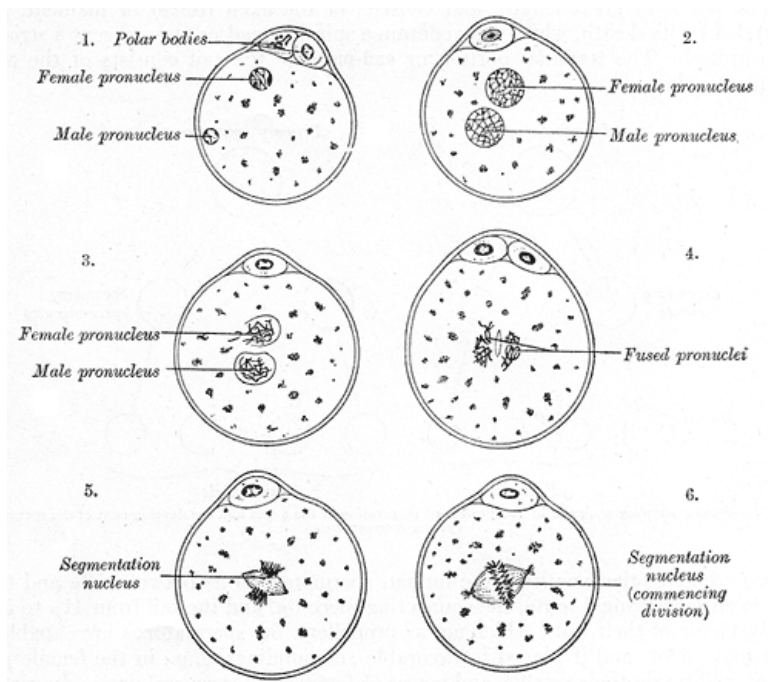 1.
Polar bodies
Female pronucleus
Male pronucleus
2.
Female pronucleus
Male pronucleus
3.
Female pronucleus
Male pronucleus
4.
Fused pronuclei
5.
Segmentation
nucleus
6.
Segmentation
nucleus
(commencing
division)